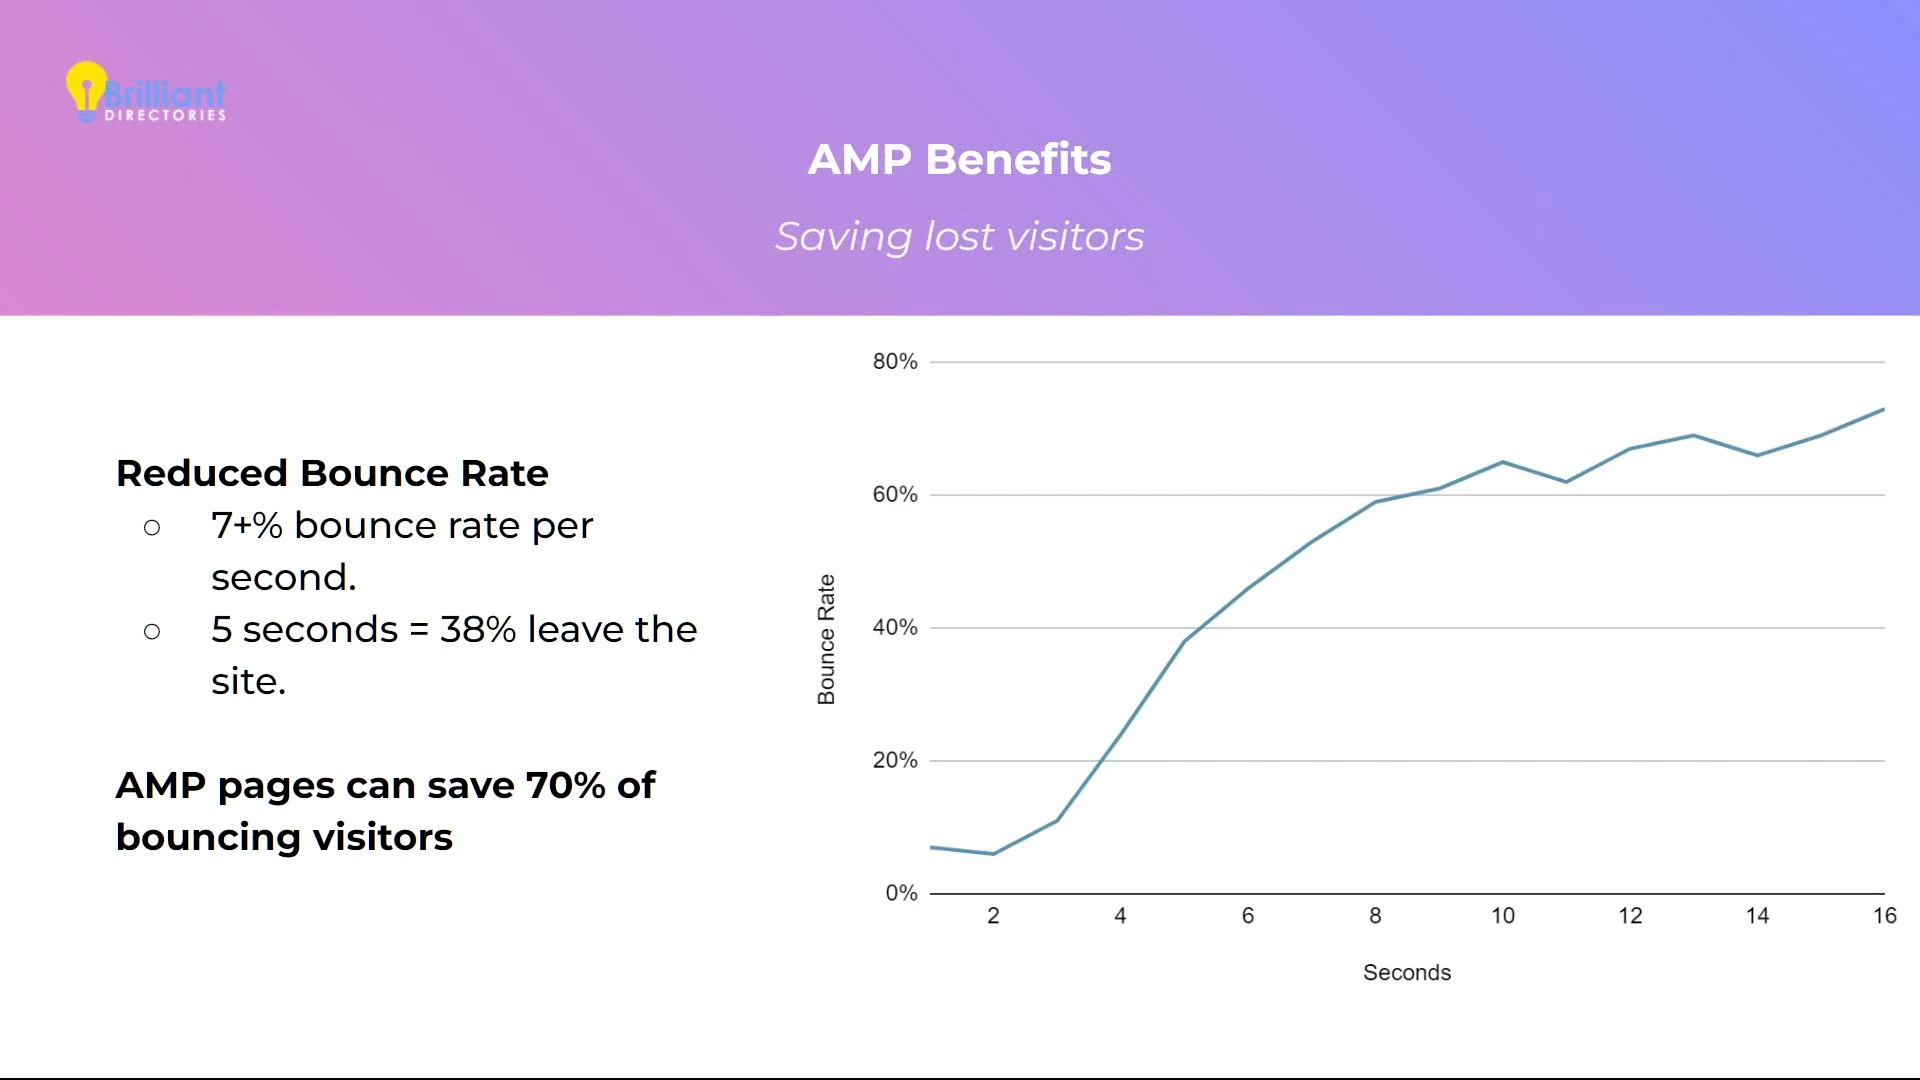 Brilliant
DIRECTORIES
AMP Benefits
Saving lost visitors
Reduced Bounce Rate
○ 7+% bounce rate per
second.
○ 5 seconds = 38% leave the
site.
AMP pages can save 70% of
bouncing visitors
80%
60%
40%
20%
0%
Bounce Rate
2 4 6 8 10 12 14 16
Seconds